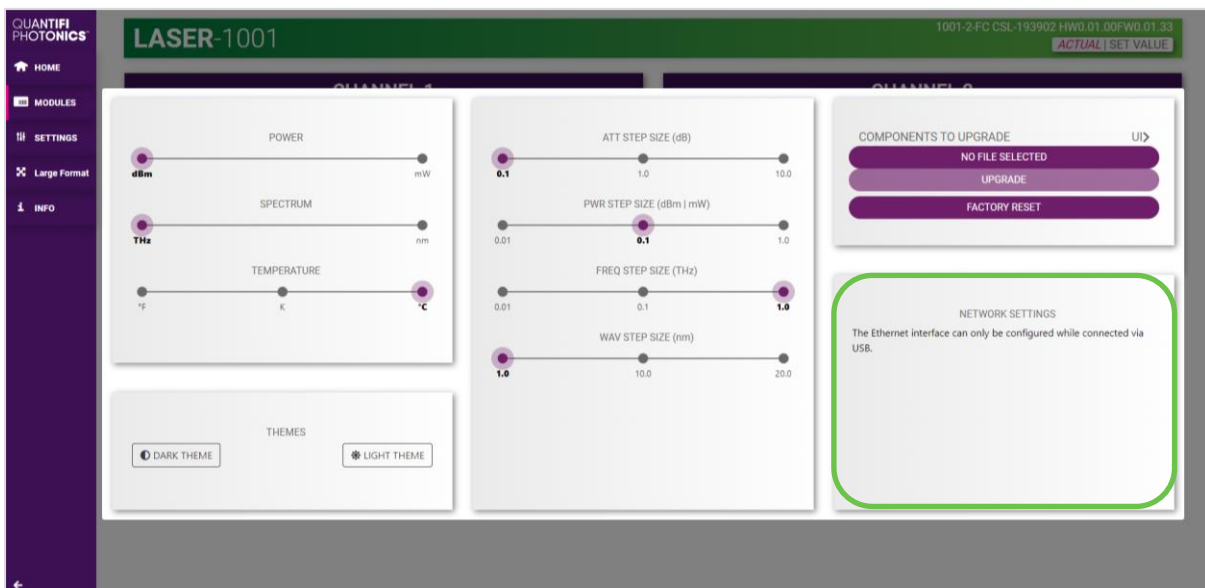 QUANTIFI
PHOTONICS
HOME
MODULES
SETTINGS
Large Format
INFO
LASER-1001
1001-2-FC CSL-193902 HW0.01.00FW0.01.33
ACTUAL | SET VALUE
CHANNEL 1
CHANNEL 2
POWER
dBm mW
SPECTRUM
THz nm
TEMPERATURE
°F K °C
THEMES
DARK THEME LIGHT THEME
ATT STEP SIZE (dB)
0.1 1.0 10.0
PWR STEP SIZE (dBm | mW)
0.01 0.1 1.0
FREQ STEP SIZE (THz)
0.01 0.1 1.0
WAV STEP SIZE (nm)
1.0 10.0 20.0
COMPONENTS TO UPGRADE UI
NO FILE SELECTED
UPGRADE
FACTORY RESET
NETWORK SETTINGS
The Ethernet interface can only be configured while connected via
USB.